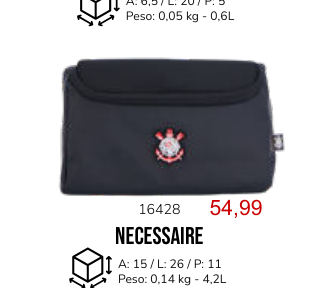 A: 6,5 / L: 20 / P: 5
Peso: 0,05 kg - 0,6L
16428 54,99
NECESSAIRE
A: 15 / L: 26 / P: 11
Peso: 0,14 kg - 4,2L